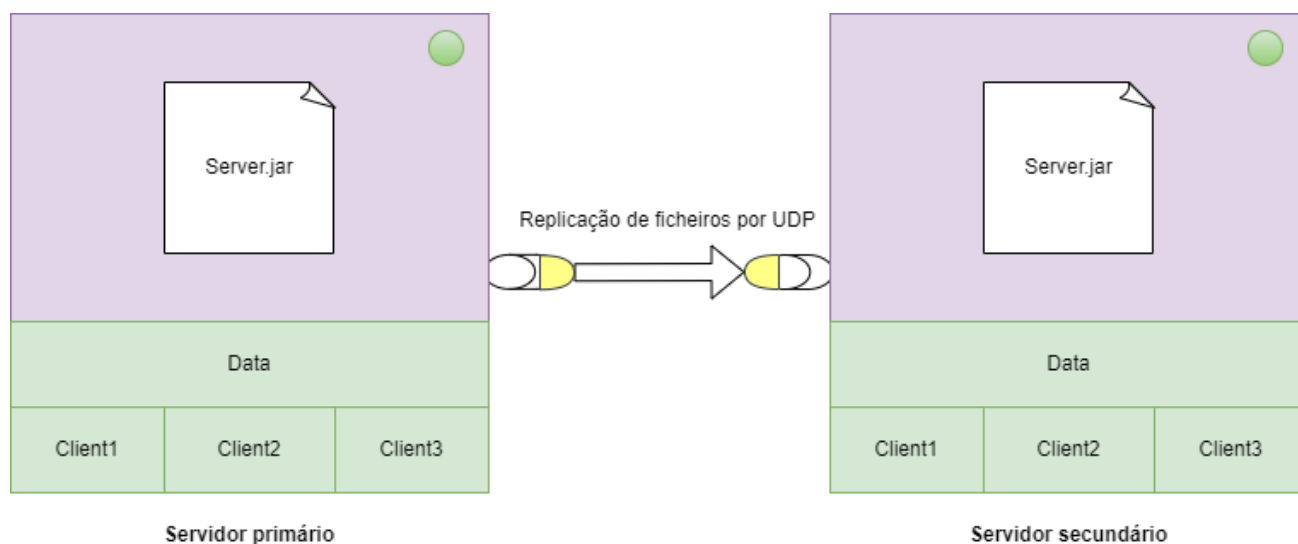 Server.jar
Server.jar
Replicação de ficheiros por UDP
Data
Data
Client1
Client2
Client3
Client1
Client2
Client3
Servidor primário
Servidor secundário